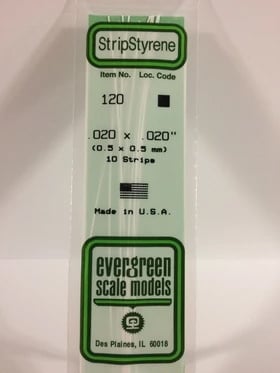 StripStyrene
Item No. Loc. Code
120
.020 x .020"
(0.5 x 0.5 mm)
10 Strips
Made in U.S.A.
evergreen
scale models
Des Plaines, IL 60018